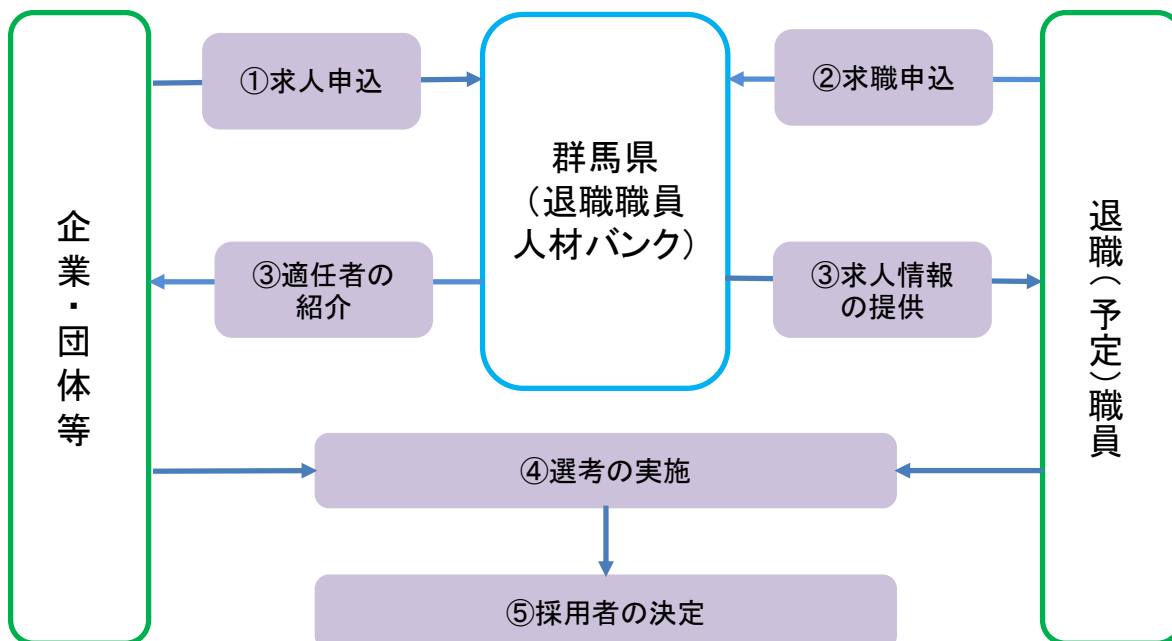 ①求人申込
②求職申込
群馬県
（退職職員
人材バンク）
企業・団体等
退職（予定）職員
③適任者の
紹介
③求人情報
の提供
④選考の実施
⑤採用者の決定